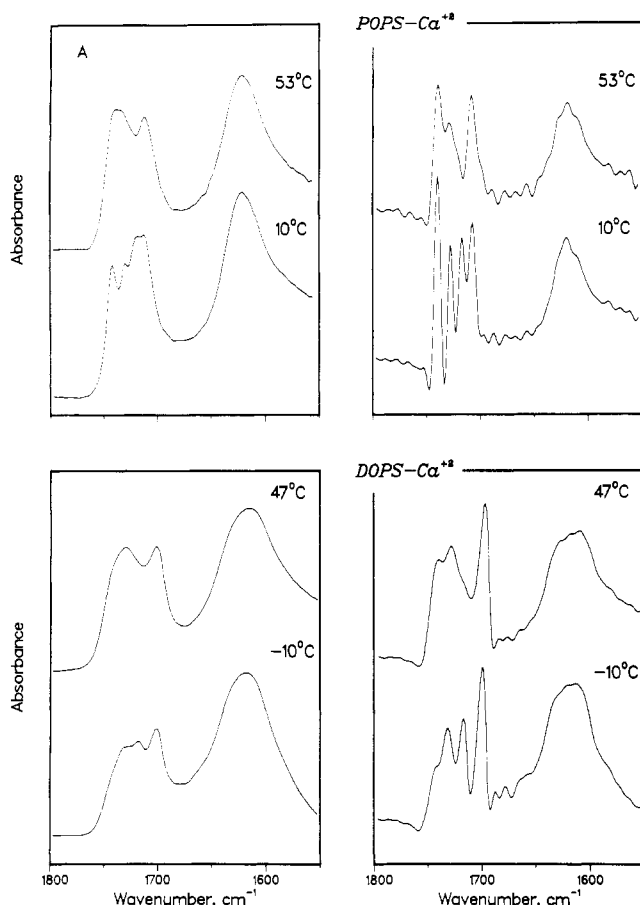 A
POPS-Ca+2
53°C
53°C
10°C
10°C
Absorbance
DOPS-Ca+2
47°C
47°C
-10°C
-10°C
Absorbance
1800 1700 1600
1800 1700 1600
Wavenumber, cm-1
Wavenumber, cm-1